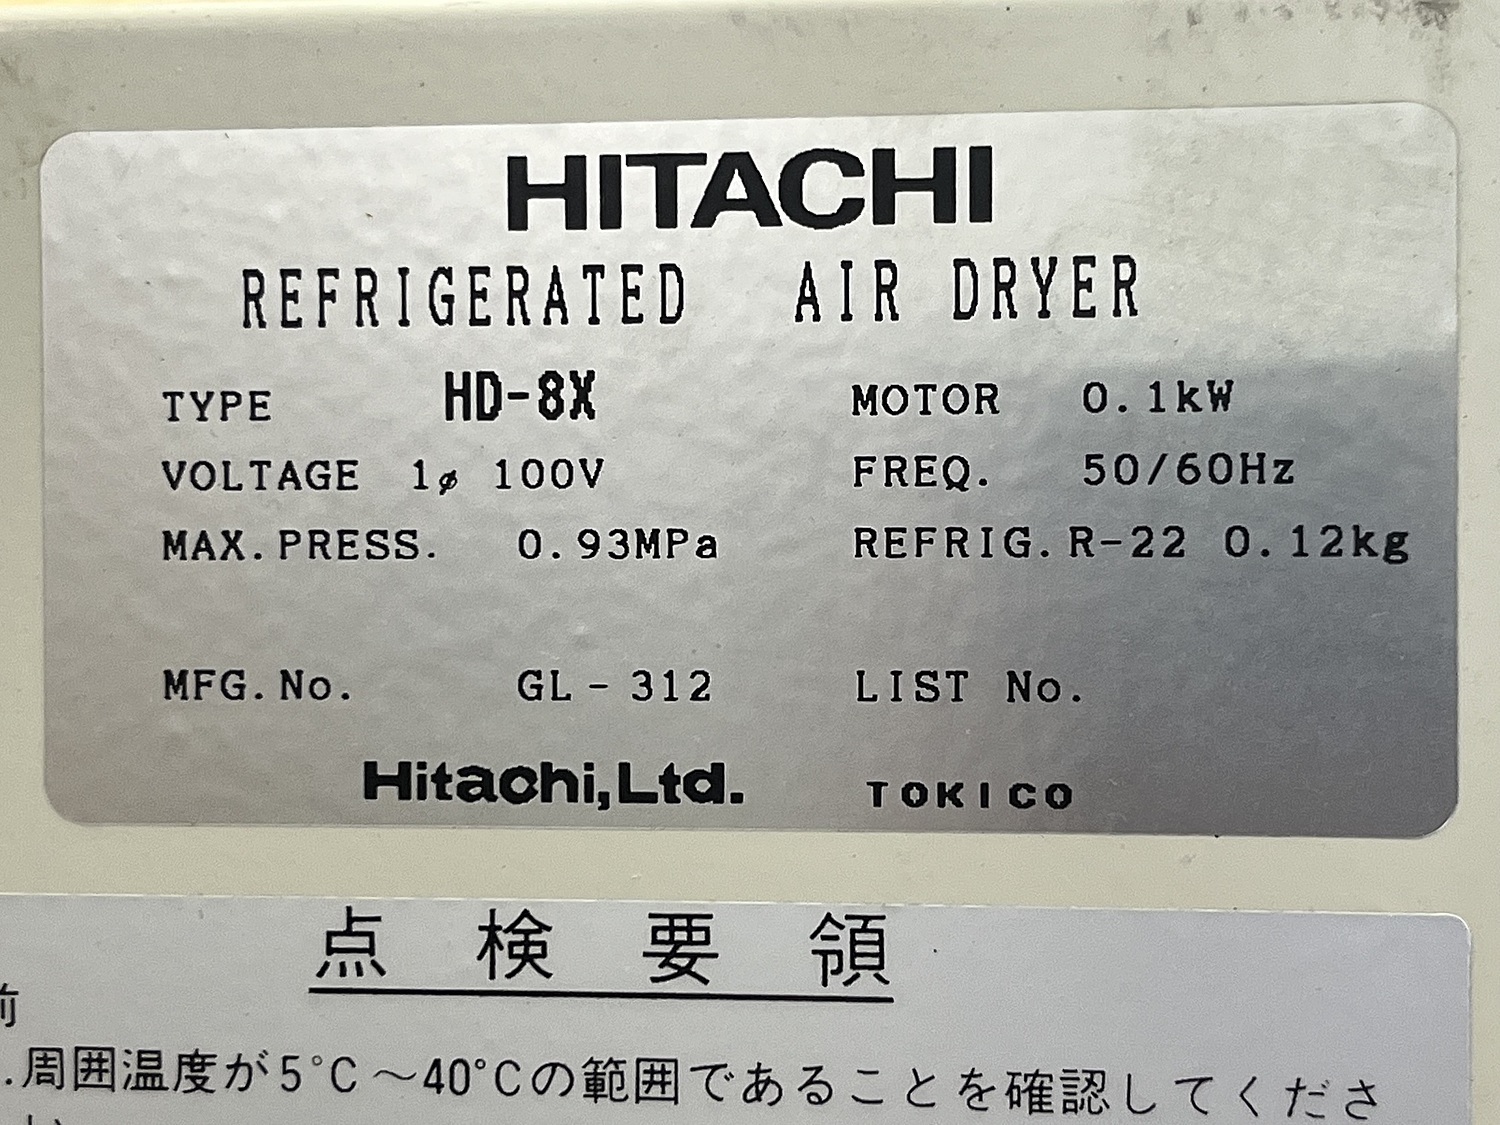 HITACHI
REFRIGERATED AIR DRYER
TYPE HD-8X MOTOR 0.1kW
VOLTAGE 1ø 100V FREQ. 50/60Hz
MAX.PRESS. 0.93MPa REFRIG.R-22 0.12kg
MFG.No. GL-312 LIST No.
Hitachi,Ltd. TOKICO
点検要領
前
.周囲温度が5°C～40°Cの範囲であることを確認してくださ
い